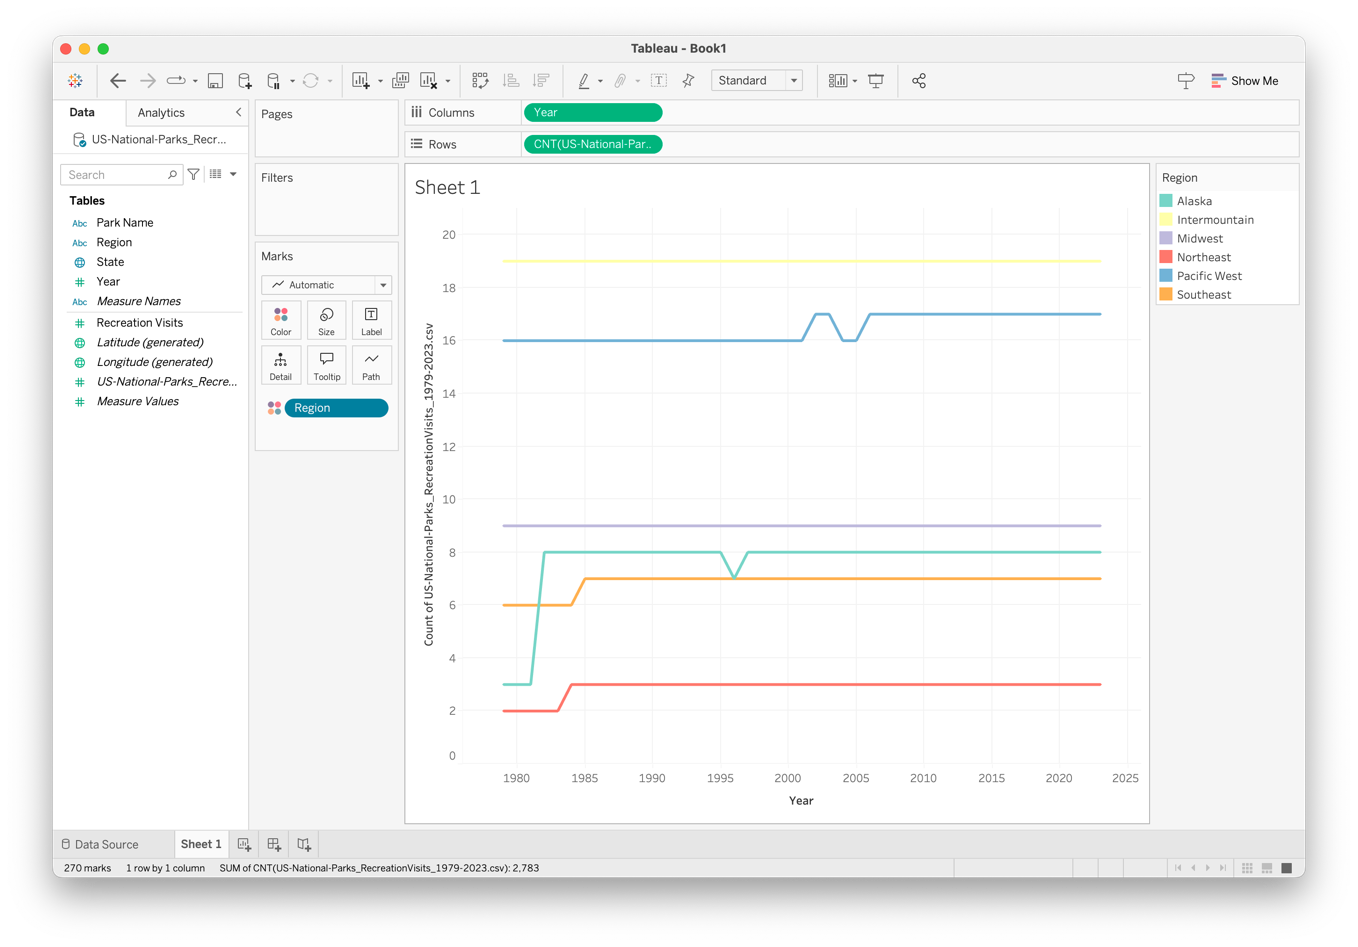 Tableau - Book1
Standard
Show Me
Data
Analytics
US-National-Parks_Recr...
Search
Tables
Abc Park Name
Abc Region
State
Year
Abc Measure Names
Recreation Visits
Latitude (generated)
Longitude (generated)
US-National-Parks_Recre...
Measure Values
Pages
Filters
Marks
Automatic
Color
Size
Label
Detail
Tooltip
Path
Region
Columns
Year
Rows
CNT(US-National-Par..
Sheet 1
Count of US-National-Parks_RecreationVisits_1979-2023.csv
20
18
16
14
12
10
8
6
4
2
0
1980
1985
1990
1995
2000
2005
2010
2015
2020
2025
Year
Region
Alaska
Intermountain
Midwest
Northeast
Pacific West
Southeast
Data Source
Sheet 1
270 marks
1 row by 1 column
SUM of CNT(US-National-Parks_RecreationVisits_1979-2023.csv): 2,783